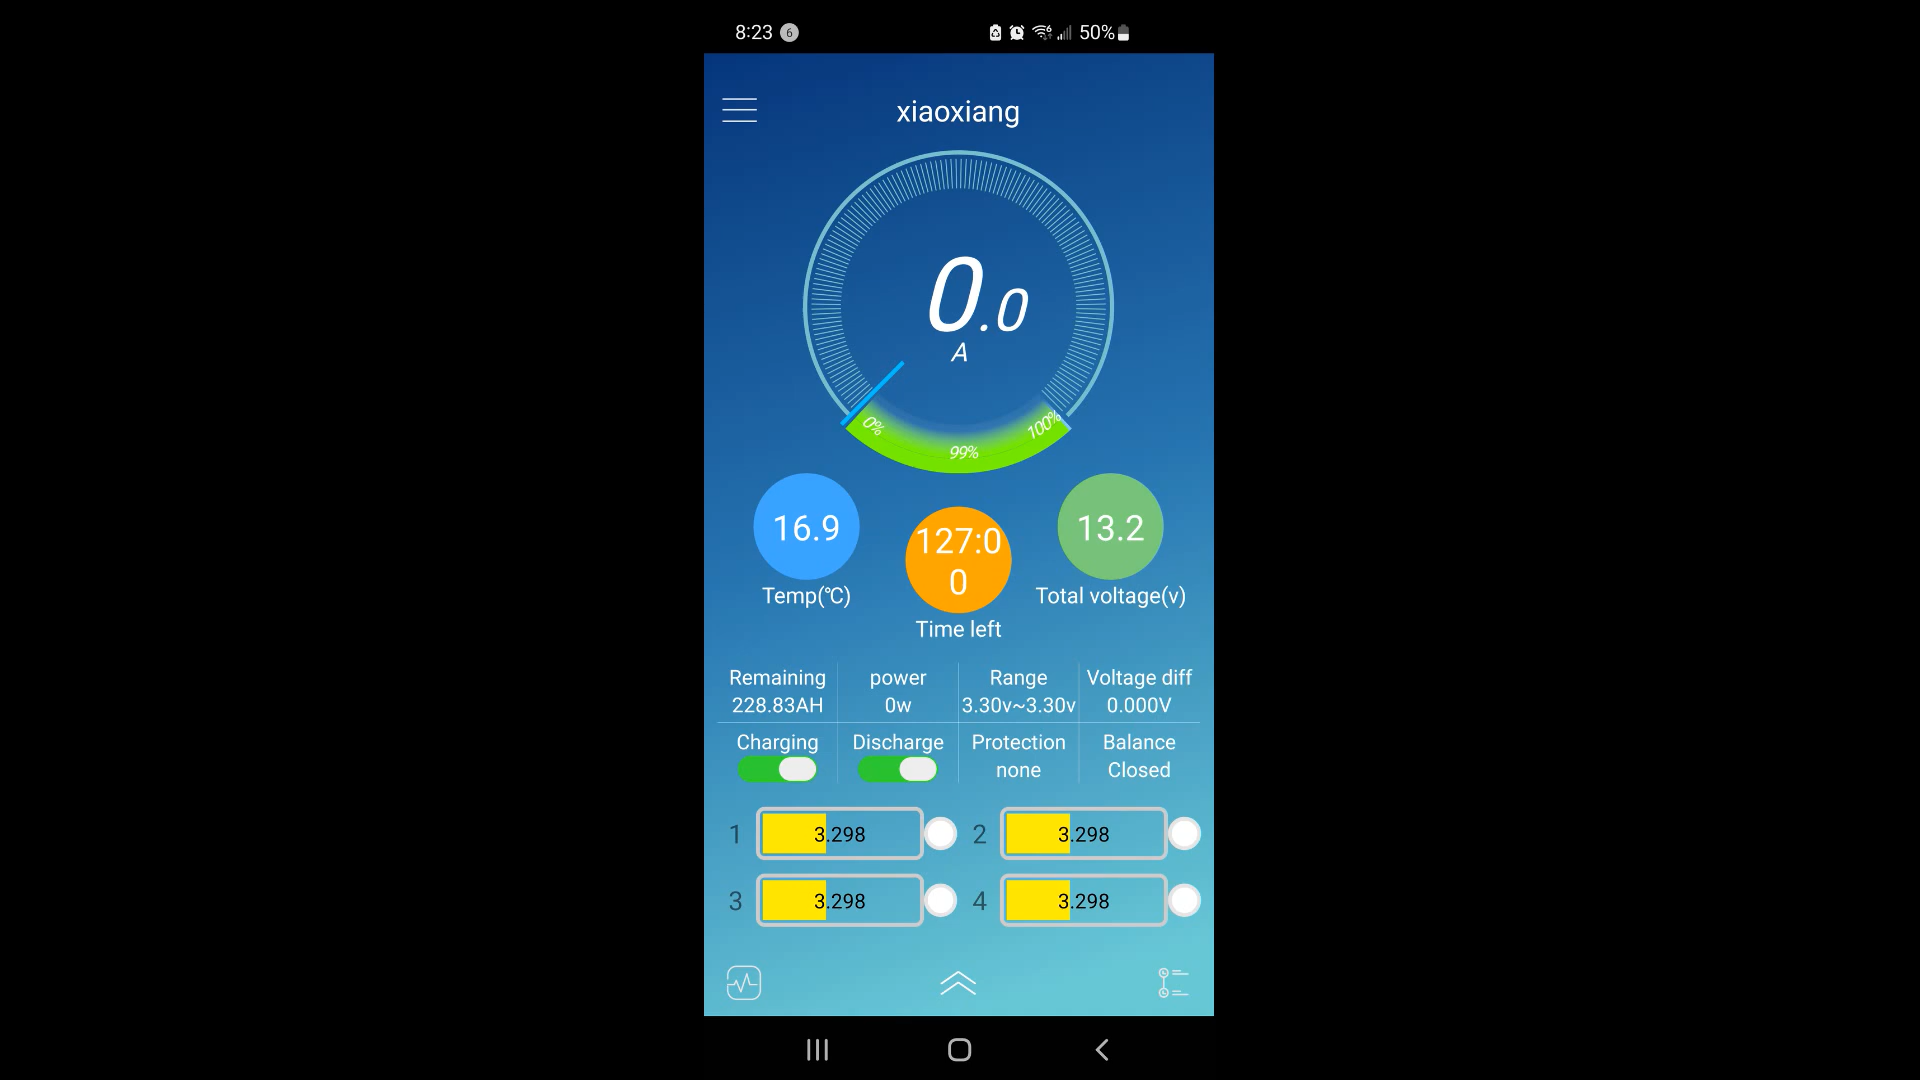 8:23 6 50%
xiaoxiang
0.0
A
0% 99% 100%
16.9 127:0 13.2
0
Temp(℃) Total voltage(v)
Time left
Remaining power Range Voltage diff
228.83AH 0w 3.30v~3.30v 0.000V
Charging Discharge Protection Balance
none Closed
1 3.298 2 3.298
3 3.298 4 3.298